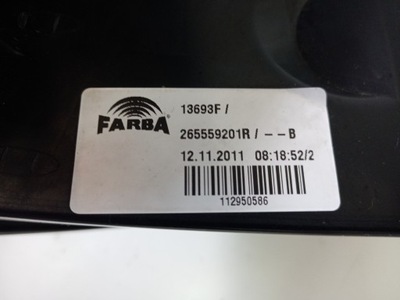 FARBA
13693F /
265559201R / – – B
12.11.2011 08:18:52/2
112950586